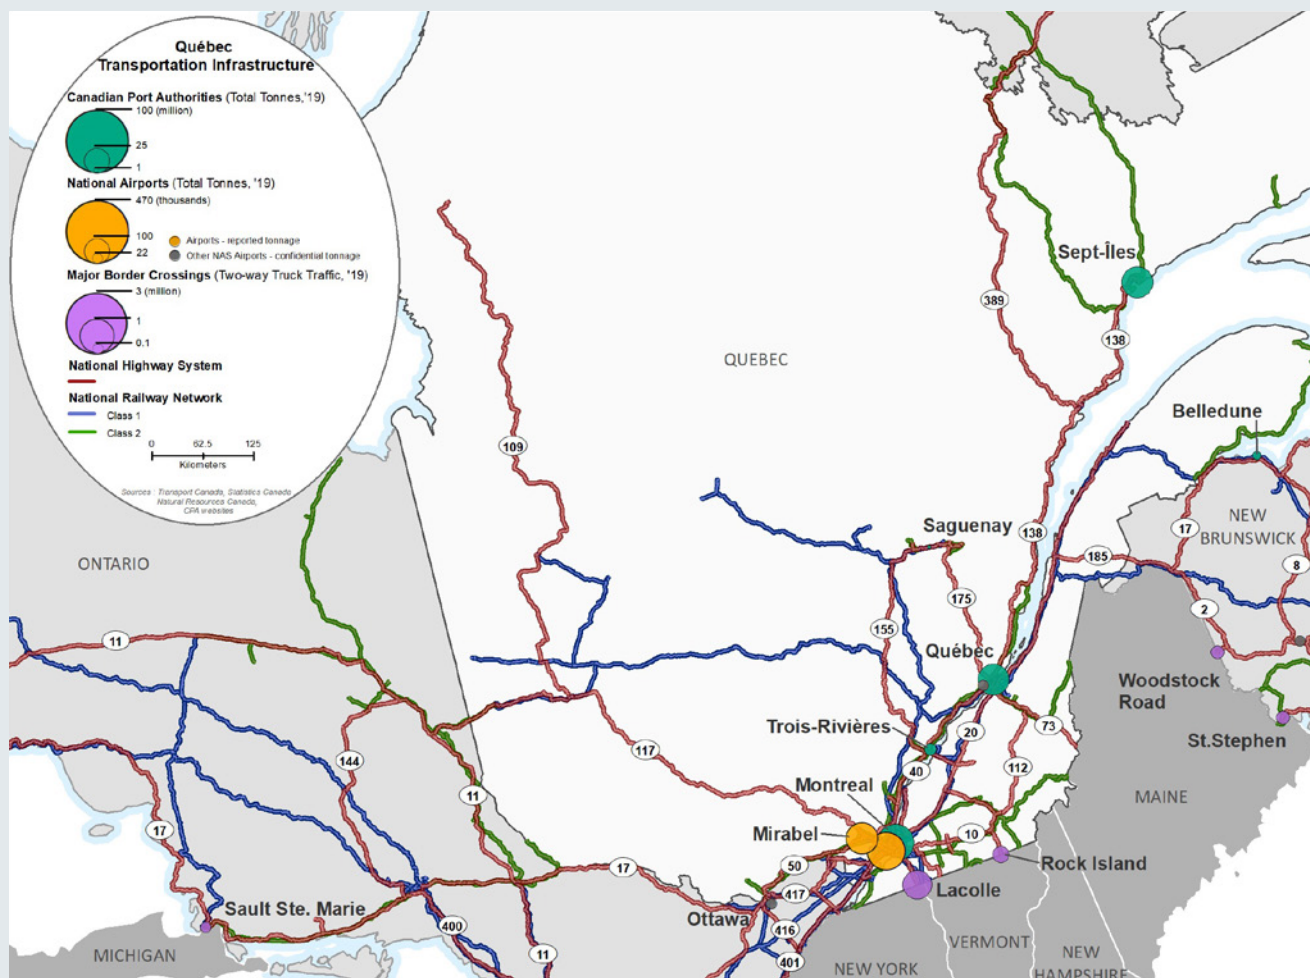 Québec
Transportation Infrastructure
Canadian Port Authorities (Total Tonnes,'19)
100 (million)
25
1
National Airports (Total Tonnes, '19)
470 (thousands)
100
22
Airports - reported tonnage
Other NAS Airports - confidential tonnage
Major Border Crossings (Two-way Truck Traffic, '19)
3 (million)
1
0.1
National Highway System
National Railway Network
Class 1
Class 2
0 62.5 125
Kilometers
Sources : Transport Canada, Statistics Canada
Natural Resources Canada,
CPA websites
Sept-Îles
389
138
QUEBEC
Belledune
109
17
NEW
BRUNSWICK
Saguenay
138
ONTARIO
185
8
175
2
11
155
Québec
Woodstock
Road
Trois-Rivières
20
73
St.Stephen
117
144
40
112
Montreal
11
MAINE
17
Mirabel
10
50
Rock Island
17
417
Lacolle
Sault Ste. Marie
Ottawa
400
416
MICHIGAN
11
401
VERMONT
NEW YORK
NEW
HAMPSHIRE